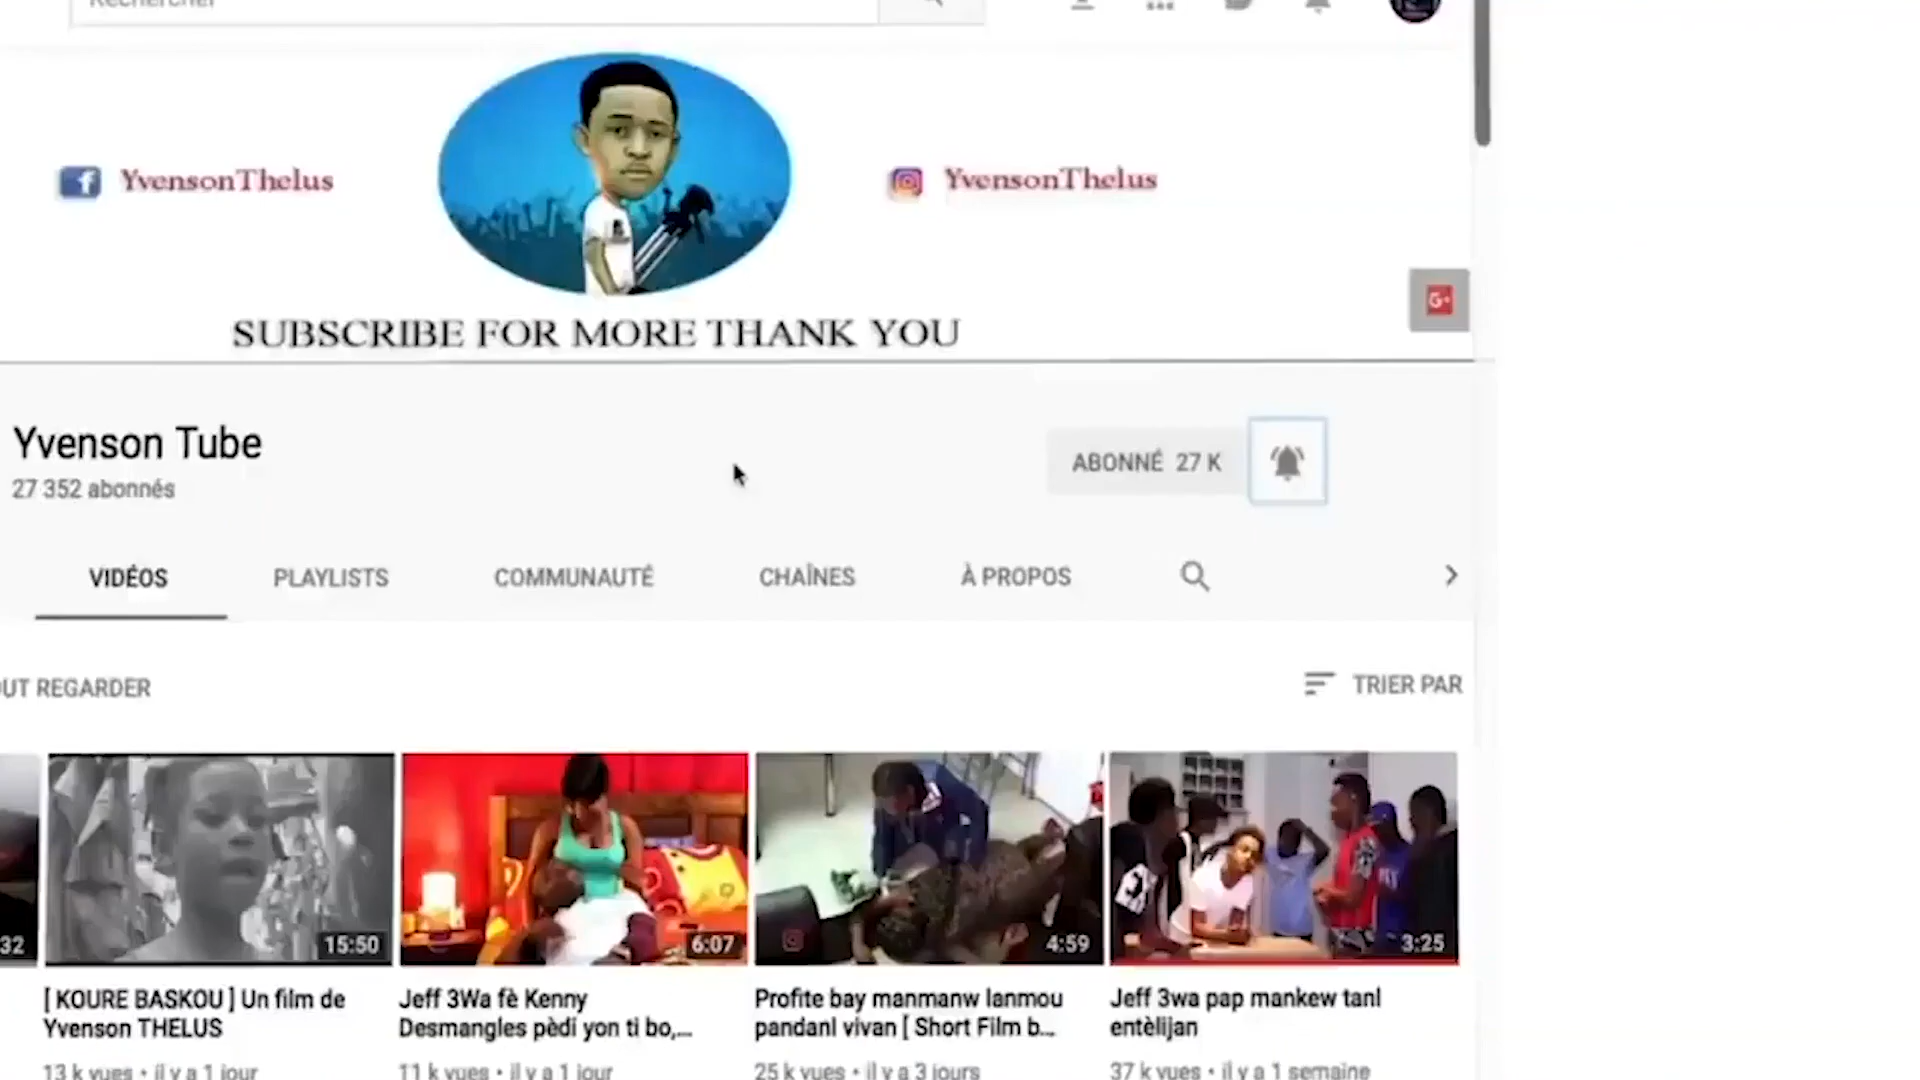 Rechercher
YvensonThelus
YvensonThelus
SUBSCRIBE FOR MORE THANK YOU
G+
Yvenson Tube
27 352 abonnés
ABONNÉ 27 K
VIDÉOS PLAYLISTS COMMUNAUTÉ CHAÎNES À PROPOS
OUT REGARDER
TRIER PAR
32
15:50
6:07
4:59
3:25
[ KOURE BASKOU ] Un film de
Yvenson THELUS
Jeff 3Wa fè Kenny
Desmangles pèdi yon ti bo,...
Profite bay manmanw lanmou
pandanl vivan [ Short Film b...
Jeff 3wa pap mankew tanl
entèlijan
13 k vues • il y a 1 jour
11 k vues • il y a 1 jour
25 k vues • il y a 3 jours
37 k vues • il y a 1 semaine